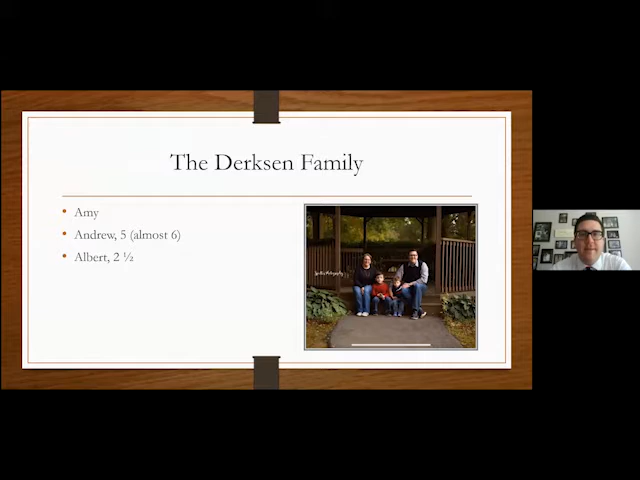 The Derksen Family
• Amy
• Andrew, 5 (almost 6)
• Albert, 2 ½